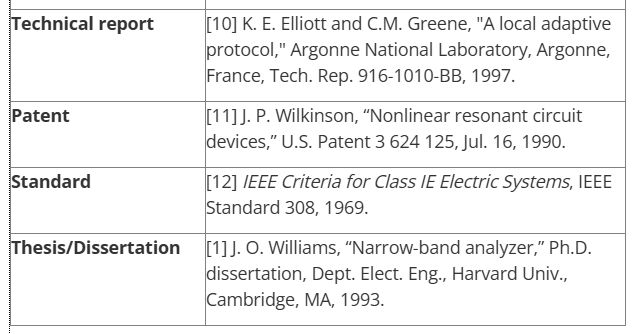 Technical report
[10] K. E. Elliott and C.M. Greene, "A local adaptive
protocol," Argonne National Laboratory, Argonne,
France, Tech. Rep. 916-1010-BB, 1997.
Patent
[11] J. P. Wilkinson, “Nonlinear resonant circuit
devices,” U.S. Patent 3 624 125, Jul. 16, 1990.
Standard
[12] IEEE Criteria for Class IE Electric Systems, IEEE
Standard 308, 1969.
Thesis/Dissertation
[1] J. O. Williams, “Narrow-band analyzer,” Ph.D.
dissertation, Dept. Elect. Eng., Harvard Univ.,
Cambridge, MA, 1993.